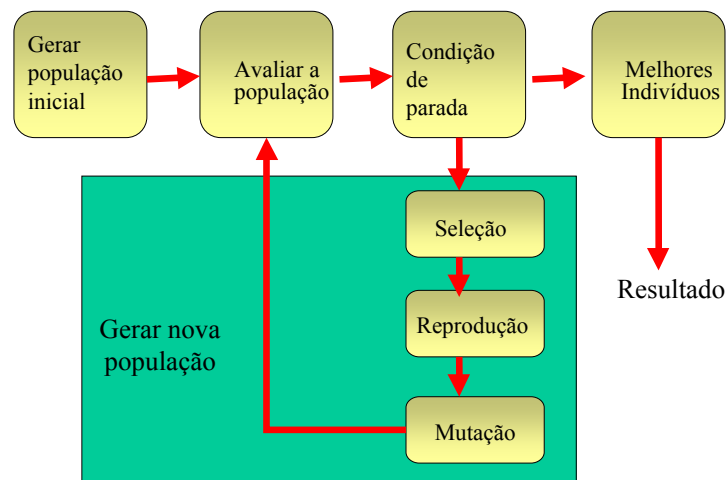 Gerar
população
inicial
Avaliar a
população
Condição
de
parada
Melhores
Indivíduos
Seleção
Reprodução
Mutação
Gerar nova
população
Resultado